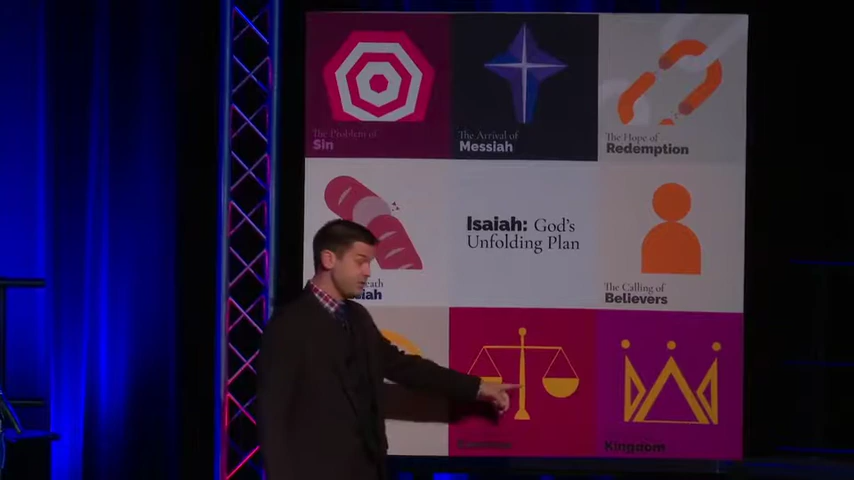 The Problem of
Sin
The Arrival of
Messiah
The Hope of
Redemption
Isaiah: God's
Unfolding Plan
The Calling of
Believers
Kingdom